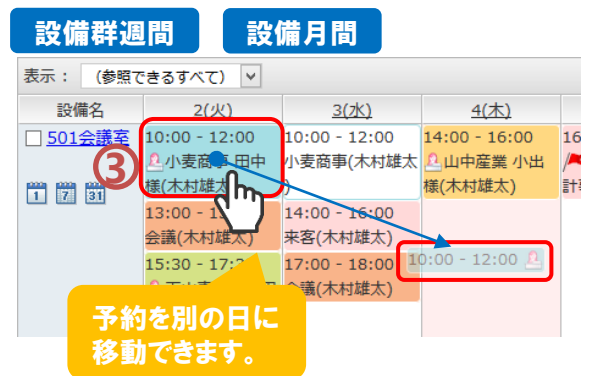 設備群週間 設備月間
表示： (参照できるすべて)
設備名 2(火) 3(水) 4(木)
501会議室 10:00 - 12:00 10:00 - 12:00 14:00 - 16:00 16
③ 小麦商事 田中 小麦商事(木村雄太 山中産業 小出
様(木村雄太) ) 様(木村雄太)
1 7 31
13:00 - 14:00 - 16:00
会議(木村雄太) 来客(木村雄太)
15:30 - 17: 17:00 - 18:00 10:00 - 12:00
会議(木村雄太)
予約を別の日に
移動できます。